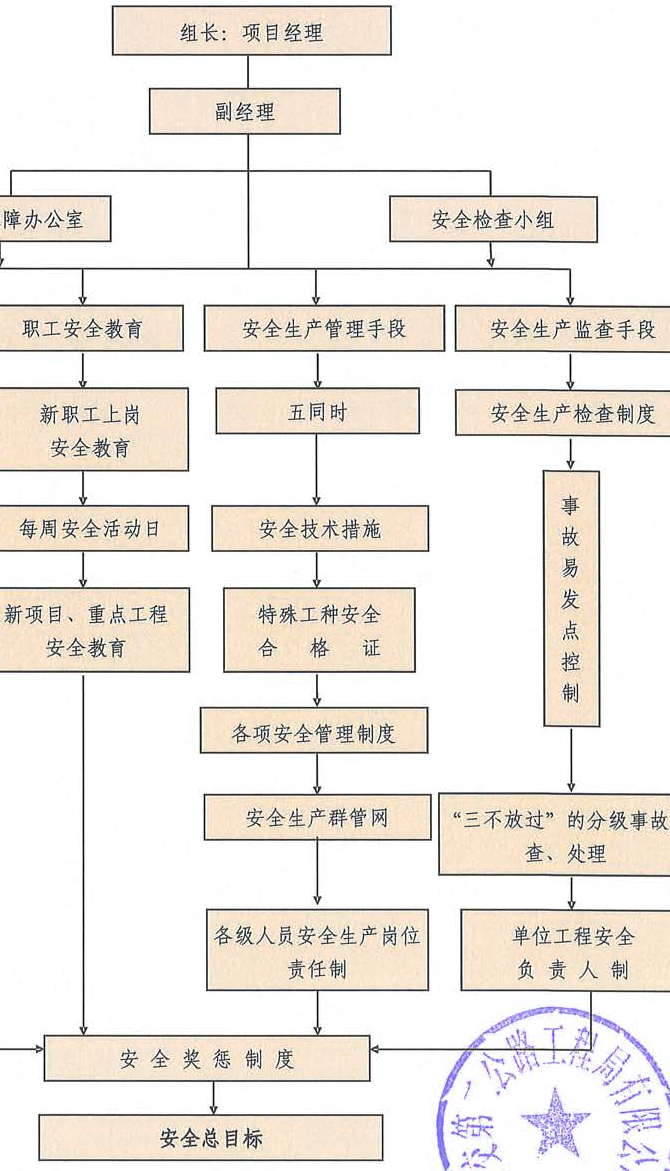 组长：项目经理
副经理
障办公室
安全检查小组
职工安全教育
安全生产管理手段
安全生产监查手段
新职工上岗
安全教育
五同时
安全生产检查制度
每周安全活动日
安全技术措施
事故易发点控制
新项目、重点工程
安全教育
特殊工种安全
合 格 证
各项安全管理制度
安全生产群管网
“三不放过”的分级事故
查、处理
各级人员安全生产岗位
责任制
单位工程安全
负 责 人 制
安 全 奖 惩 制 度
安全总目标
交第二公路工程局有限公